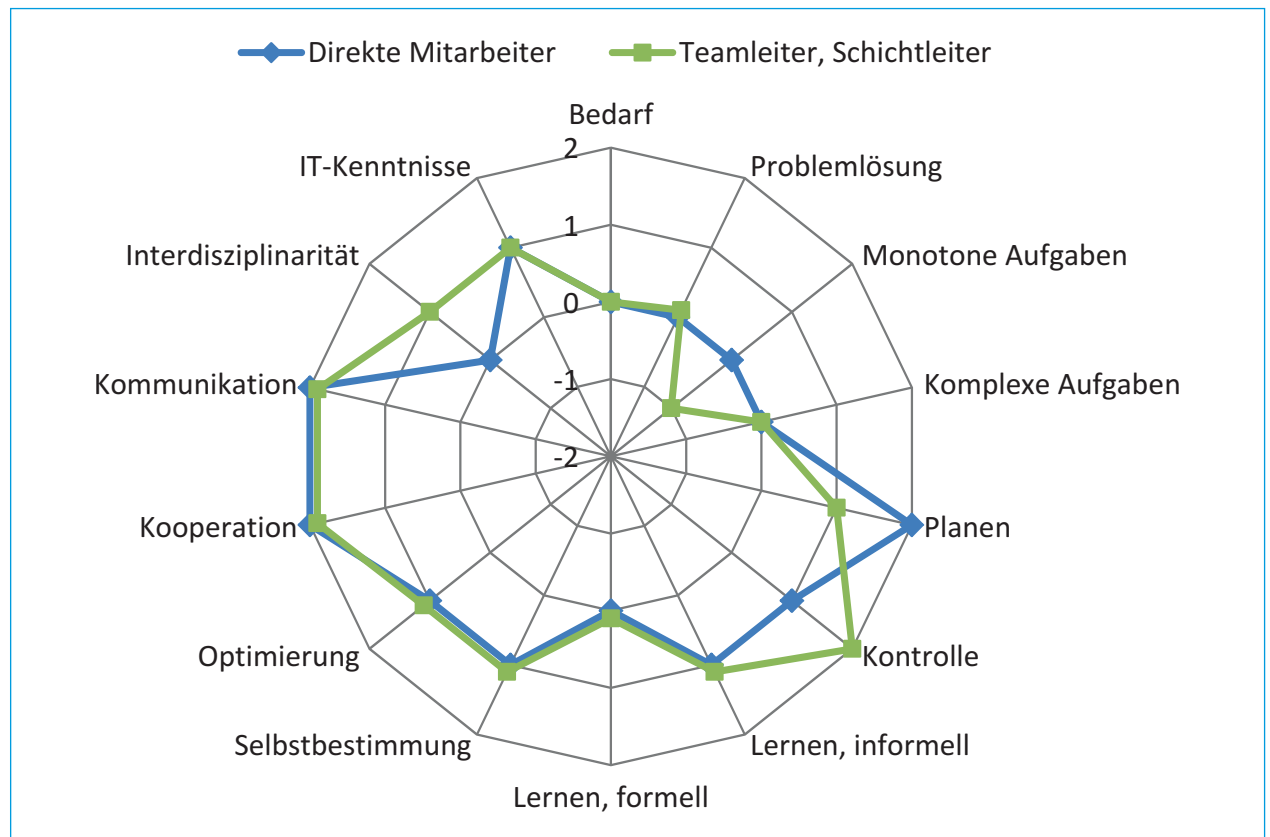 Direkte Mitarbeiter
Teamleiter, Schichtleiter
Bedarf
2
IT-Kenntnisse
Problemlösung
1
Interdisziplinarität
Monotone Aufgaben
0
Kommunikation
-1
Komplexe Aufgaben
-2
Kooperation
Planen
Optimierung
Kontrolle
Selbstbestimmung
Lernen, informell
Lernen, formell